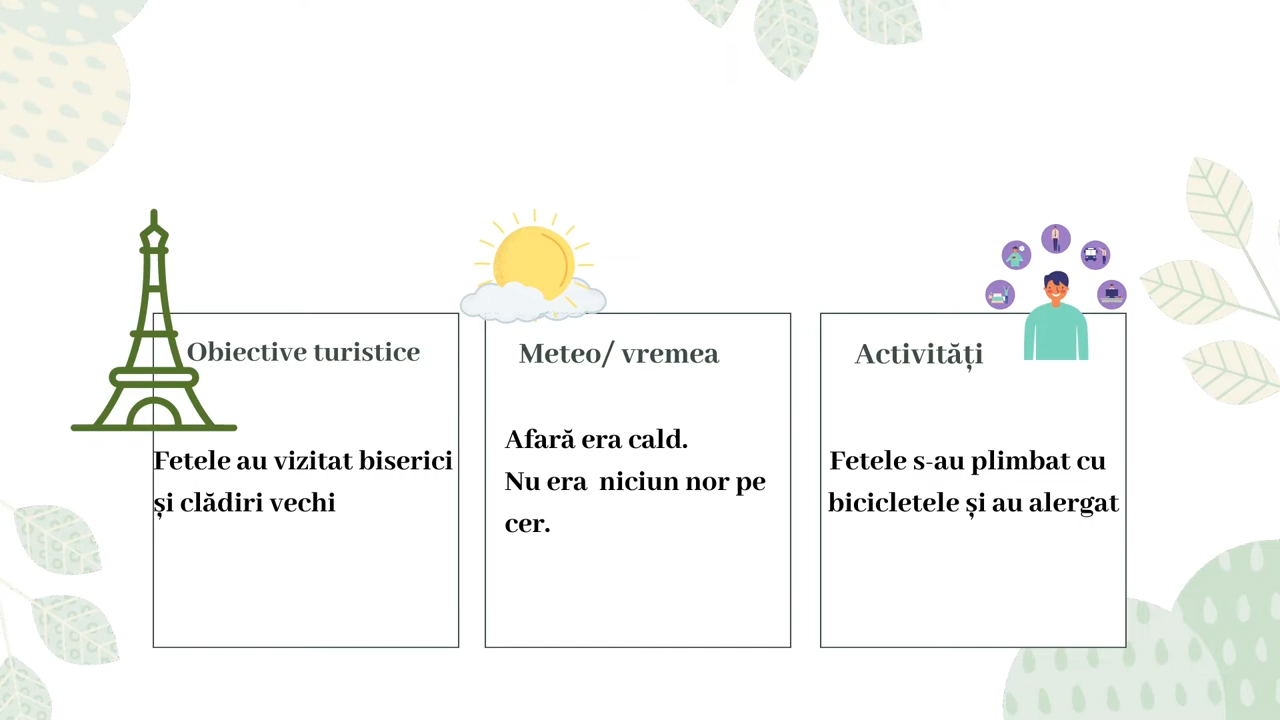 Obiective turistice
Fetele au vizitat biserici
și clădiri vechi
Meteo/ vremea
Afară era cald.
Nu era niciun nor pe
cer.
Activități
Fetele s-au plimbat cu
bicicletele și au alergat